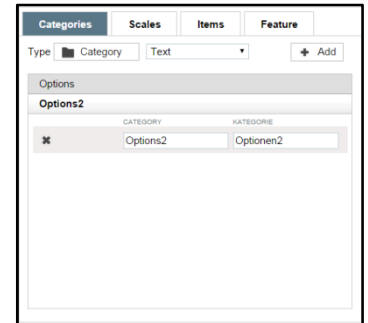 Categories Scales Items Feature
Type Category Text Add
Options
Options2
CATEGORY KATEGORIE
Options2 Optionen2